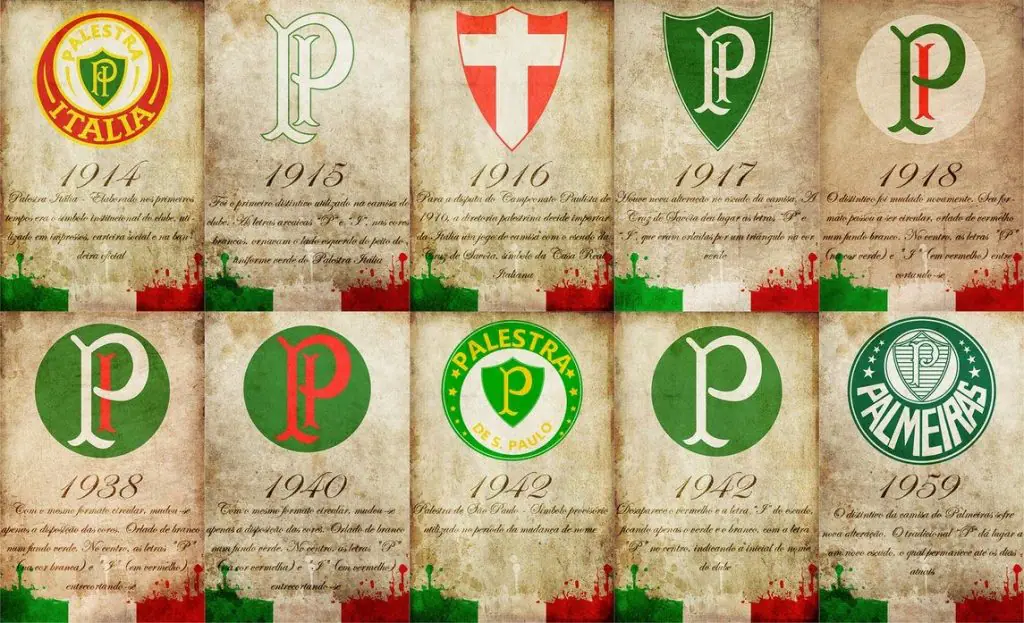 PALESTRA
PI
ITALIA
1914
Palestra Itália - Elaborado nos primeiros
tempos era o símbolo institucional do clube, uti-
lizado em impressos, carteira social e na ban-
deira oficial
PI
1915
Foi o primeiro distintivo utilizado na camisa do
clube. As letras arcaicas "P" e "I", nas cores
brancas, ornavam o lado esquerdo do peito do
uniforme verde do Palestra Itália
1916
Para a disputa do Campeonato Paulista de
1916, a diretoria palestrina decide importar
da Itália um jogo de camisa com o escudo da
Cruz de Savóia, símbolo da Casa Real
Italiana
PI
1917
Houve nova alteração no escudo da camisa. A
Cruz de Savóia deu lugar as letras "P" e
"I", que eram orladas por um triângulo na cor
verde
PI
1918
O distintivo foi mudado novamente. Seu for-
mato passou a ser circular, orlado de vermelho
num fundo branco. No centro, as letras "P"
(na cor verde) e "I" (em vermelho) entre
cortando-se
PI
1938
Com o mesmo formato circular, mudou-se
apenas a disposição das cores. Orlado de branco
num fundo verde. No centro, as letras "P"
(na cor branca) e "I" (em vermelho)
entrecortando-se
PI
1940
Com o mesmo formato circular, mudou-se
apenas a disposição das cores. Orlado de branco
num fundo verde. No centro, as letras "P"
(na cor vermelha) e "I" (em vermelho)
entrecortando-se
PALESTRA
P
DE S. PAULO
1942
Palestra de São Paulo - Símbolo provisório
utilizado no período da mudança de nome
P
1942
Desaparece o vermelho e a letra "I" do escudo,
ficando apenas o verde e o branco, com a letra
"P" no centro, indicando a inicial do nome
do clube
PI
PALMEIRAS
1959
O distintivo da camisa do Palmeiras sofre
nova alteração. O tradicional "P" dá lugar a
um novo escudo, o qual permanece até os dias
atuais